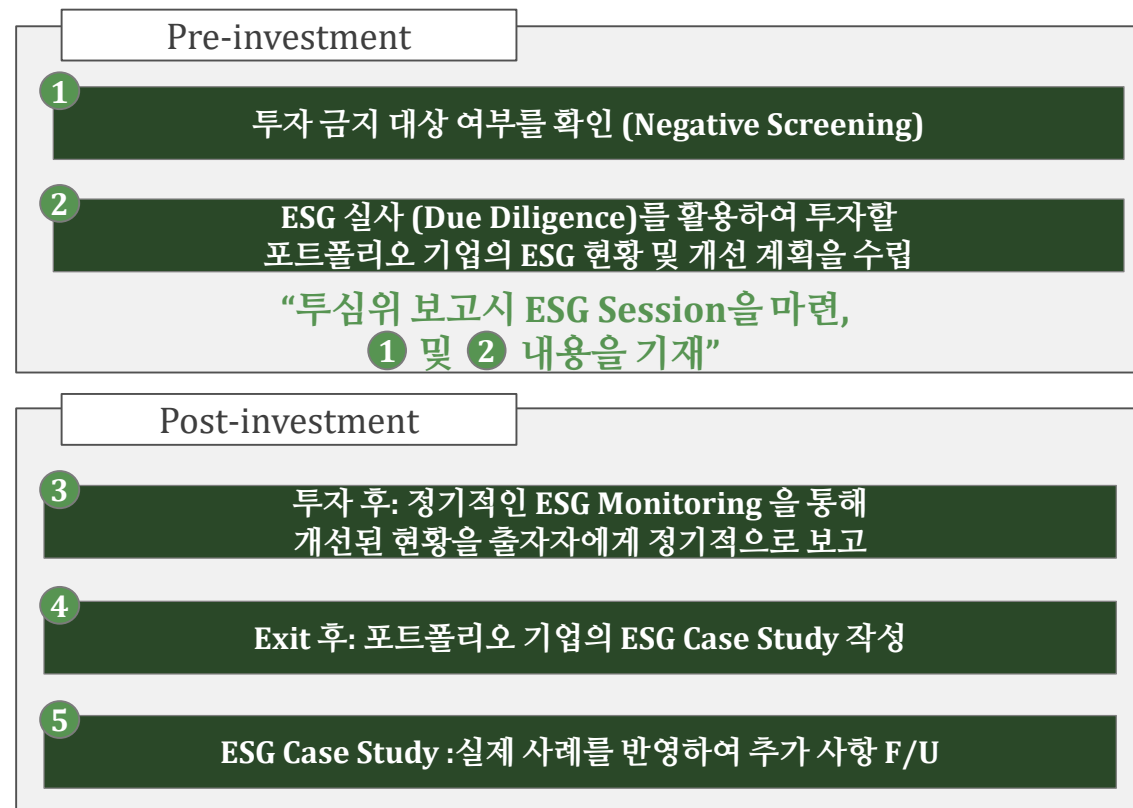 Pre-investment
1
투자 금지 대상 여부를 확인 (Negative Screening)
2
ESG 실사 (Due Diligence)를 활용하여 투자할
포트폴리오 기업의 ESG 현황 및 개선 계획을 수립
“투심위 보고시 ESG Session을 마련,
1 및 2 내용을 기재”
Post-investment
3
투자 후: 정기적인 ESG Monitoring 을 통해
개선된 현황을 출자자에게 정기적으로 보고
4
Exit 후: 포트폴리오 기업의 ESG Case Study 작성
5
ESG Case Study :실제 사례를 반영하여 추가 사항 F/U